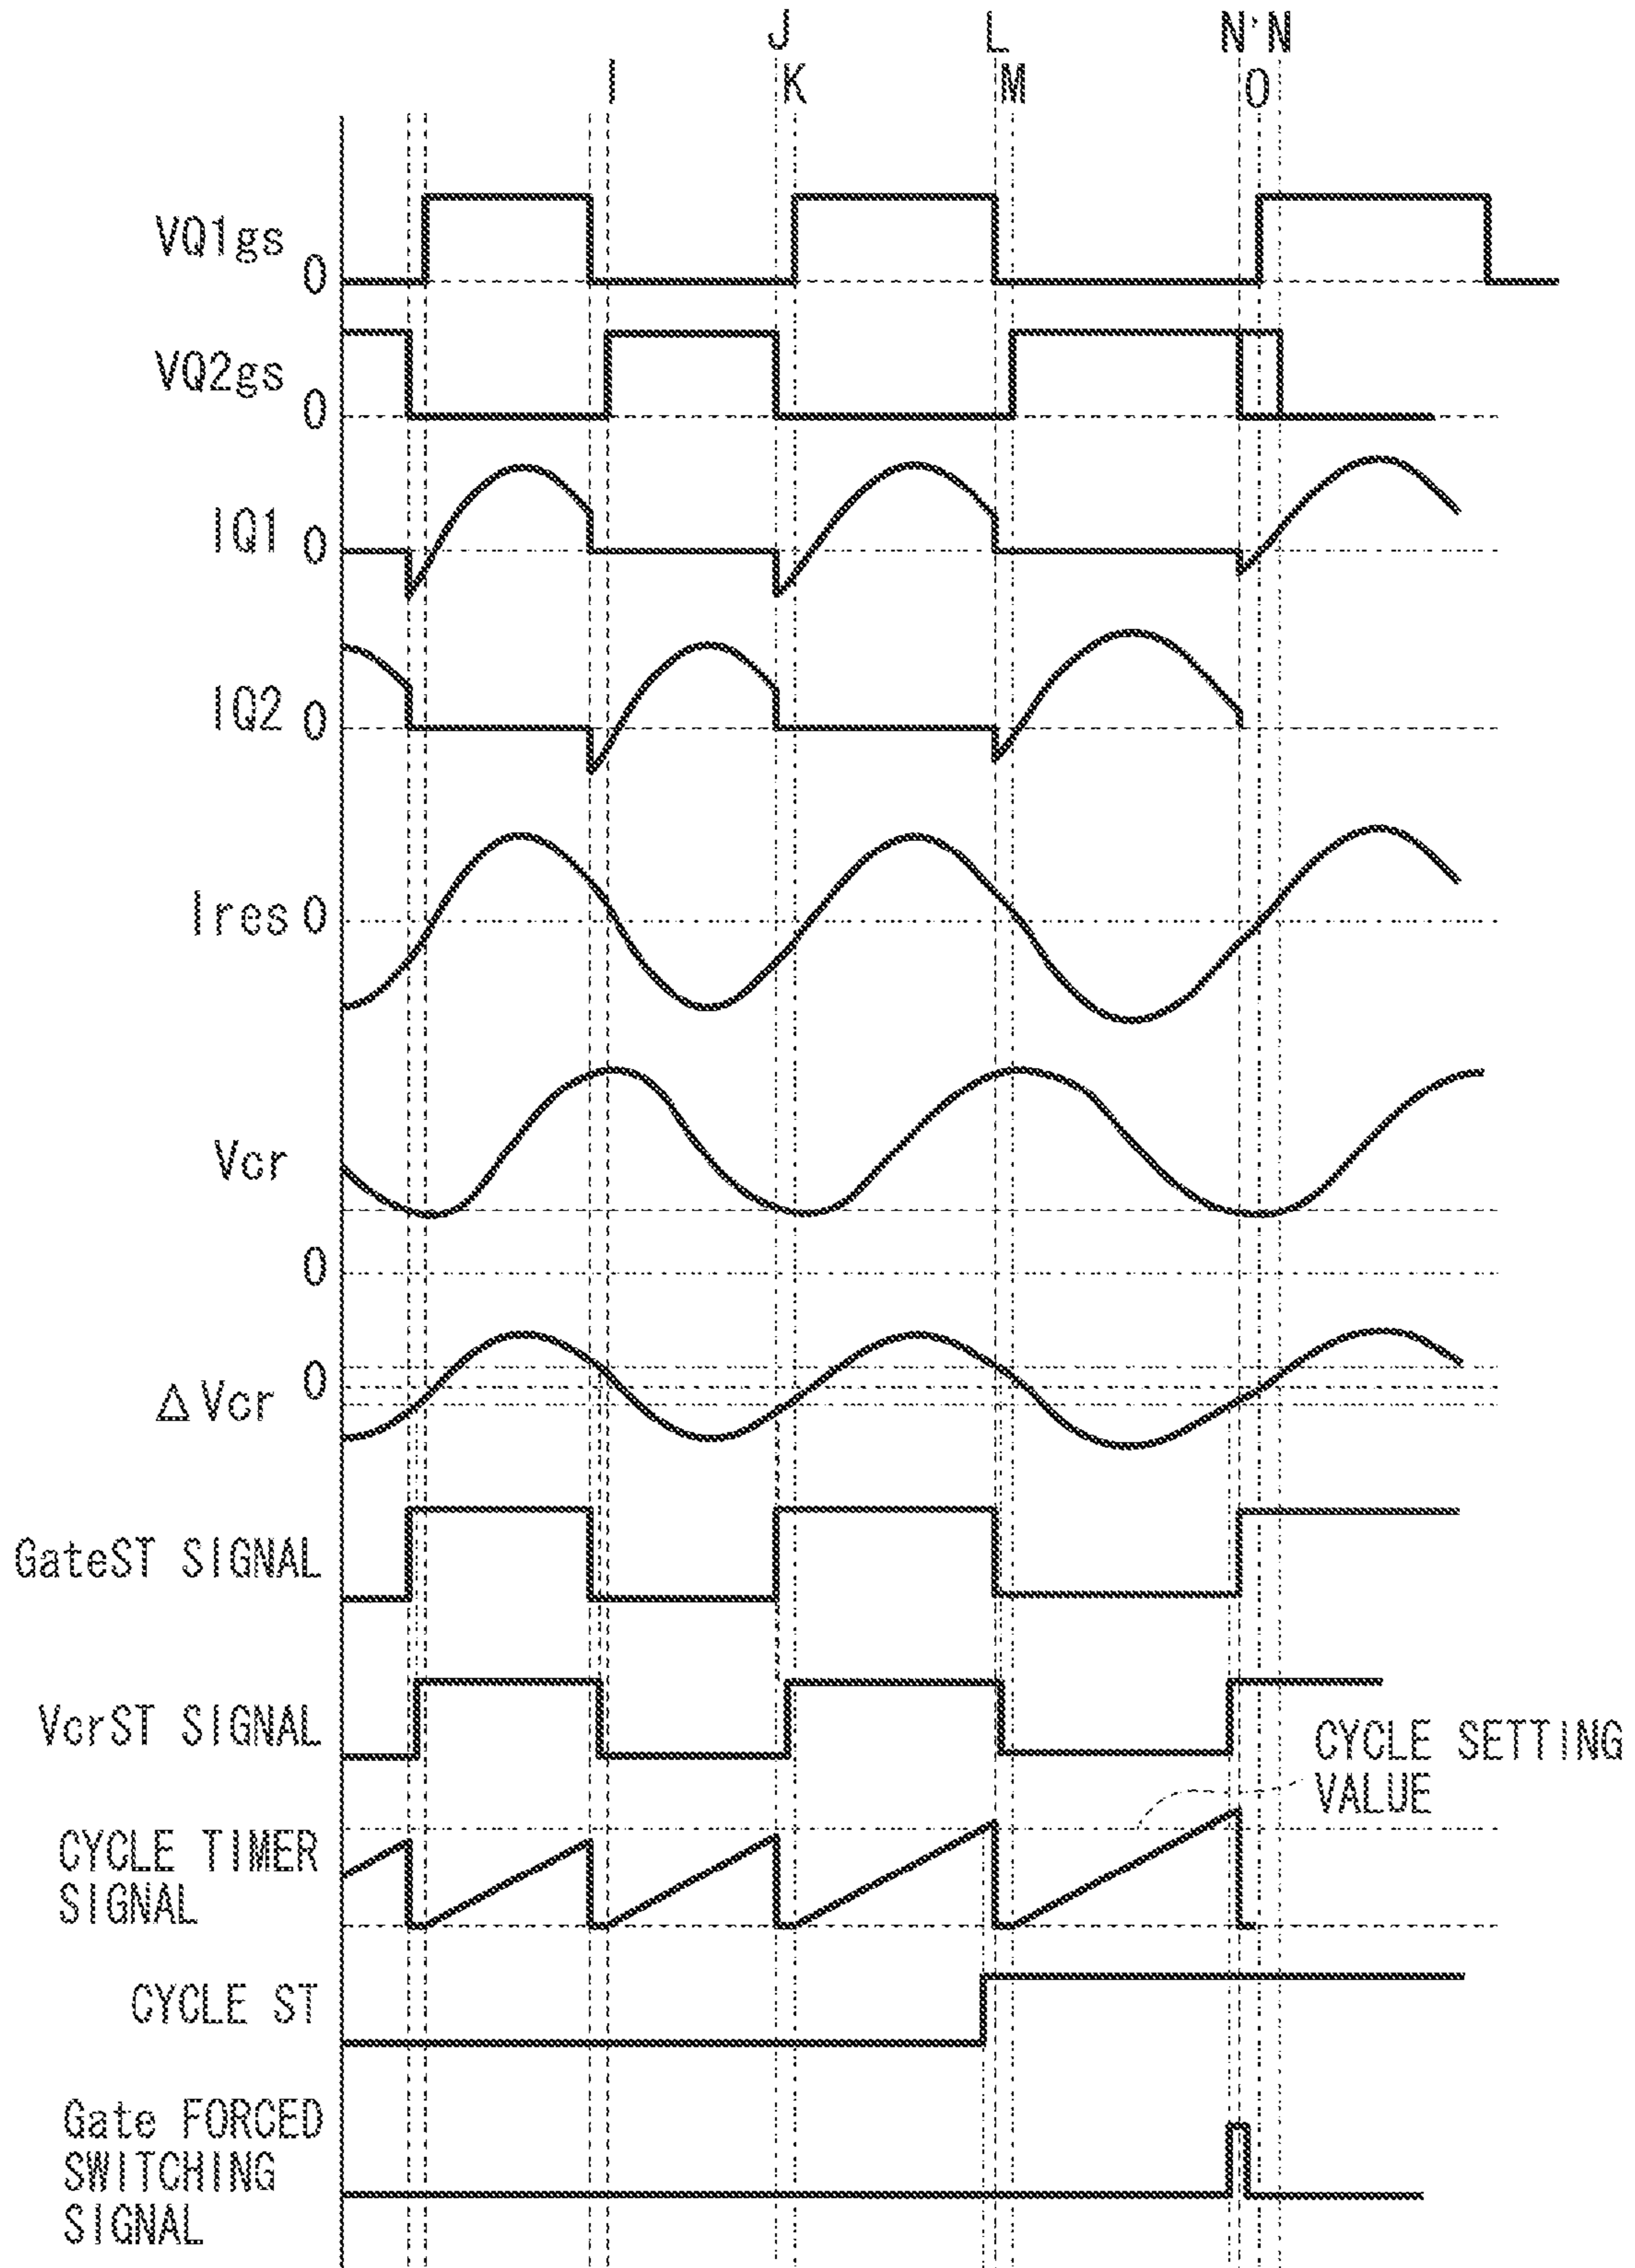 J L N' N
I K M O
VQ1gs 0
VQ2gs 0
IQ1 0
IQ2 0
Ires 0
Vcr
0
0
ΔVcr
GateST SIGNAL
VcrST SIGNAL
CYCLE SETTING
VALUE
CYCLE TIMER
SIGNAL
CYCLE ST
Gate FORCED
SWITCHING
SIGNAL